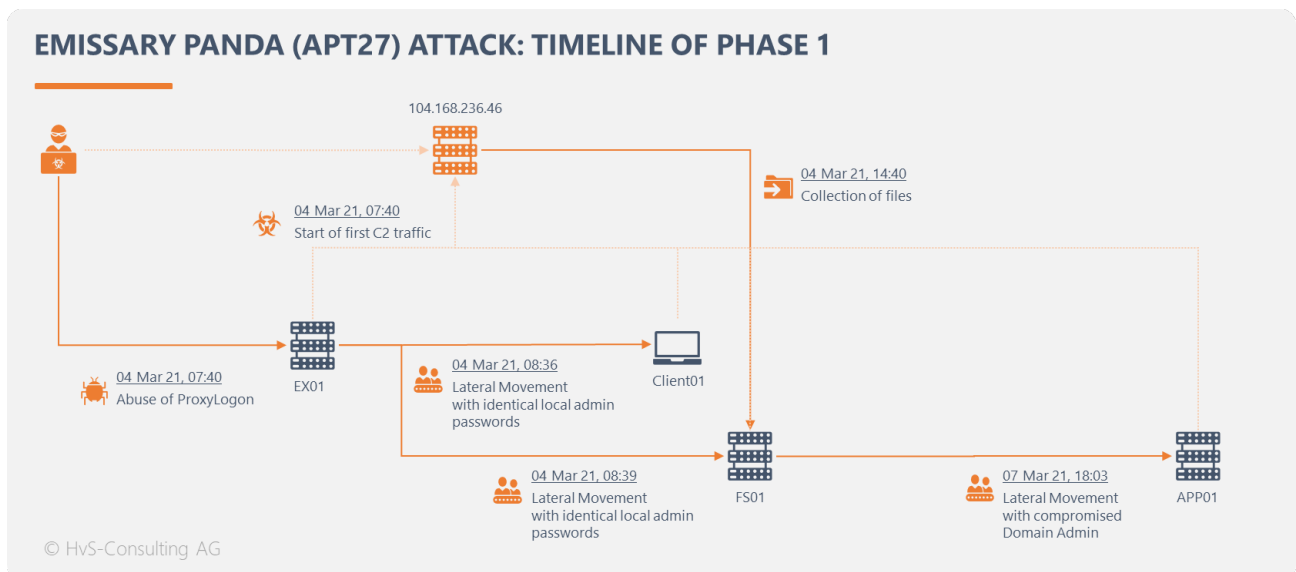 EMISSARY PANDA (APT27) ATTACK: TIMELINE OF PHASE 1
104.168.236.46
04 Mar 21, 14:40
Collection of files
04 Mar 21, 07:40
Start of first C2 traffic
04 Mar 21, 07:40
Abuse of ProxyLogon
EX01
04 Mar 21, 08:36
Lateral Movement
with identical local admin
passwords
Client01
04 Mar 21, 08:39
Lateral Movement
with identical local admin
passwords
FS01
07 Mar 21, 18:03
Lateral Movement
with compromised
Domain Admin
APP01
© HvS-Consulting AG